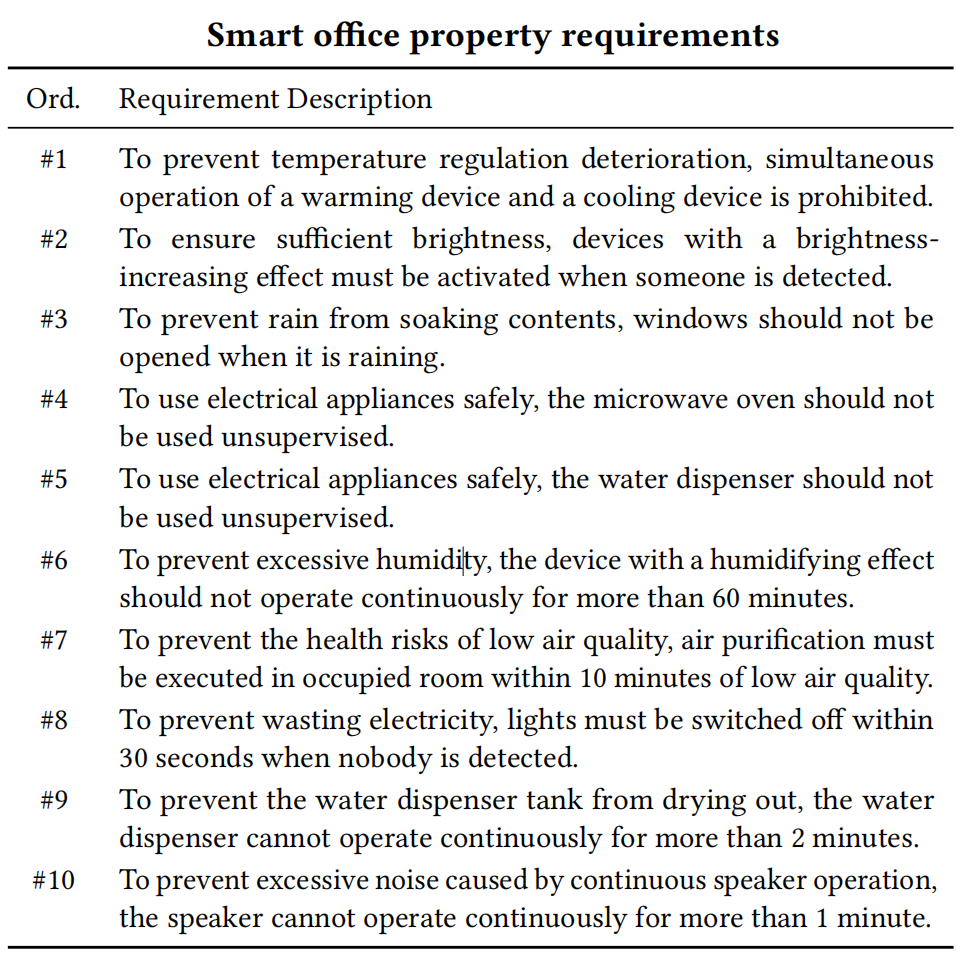 Smart office property requirements
Ord. Requirement Description
#1 To prevent temperature regulation deterioration, simultaneous
operation of a warming device and a cooling device is prohibited.
#2 To ensure sufficient brightness, devices with a brightness-
increasing effect must be activated when someone is detected.
#3 To prevent rain from soaking contents, windows should not be
opened when it is raining.
#4 To use electrical appliances safely, the microwave oven should not
be used unsupervised.
#5 To use electrical appliances safely, the water dispenser should not
be used unsupervised.
#6 To prevent excessive humidity, the device with a humidifying effect
should not operate continuously for more than 60 minutes.
#7 To prevent the health risks of low air quality, air purification must
be executed in occupied room within 10 minutes of low air quality.
#8 To prevent wasting electricity, lights must be switched off within
30 seconds when nobody is detected.
#9 To prevent the water dispenser tank from drying out, the water
dispenser cannot operate continuously for more than 2 minutes.
#10 To prevent excessive noise caused by continuous speaker operation,
the speaker cannot operate continuously for more than 1 minute.